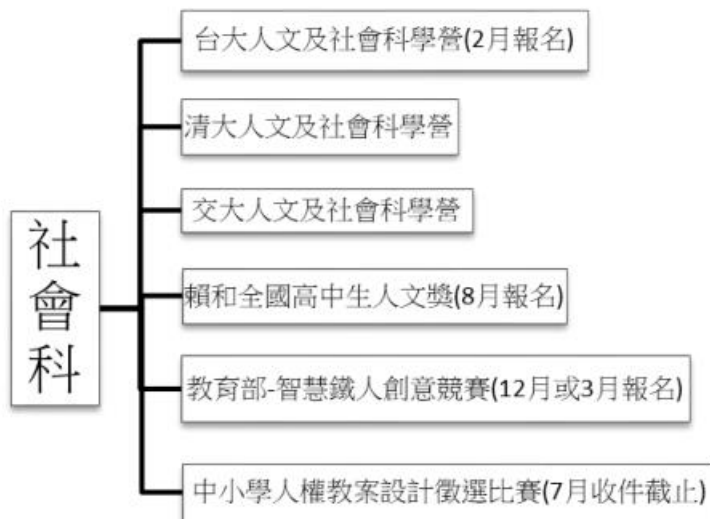 台大人文及社會科學營(2月報名)
清大人文及社會科學營
交大人文及社會科學營
社會科
賴和全國高中生人文獎(8月報名)
教育部-智慧鐵人創意競賽(12月或3月報名)
中小學人權教案設計徵選比賽(7月收件截止)